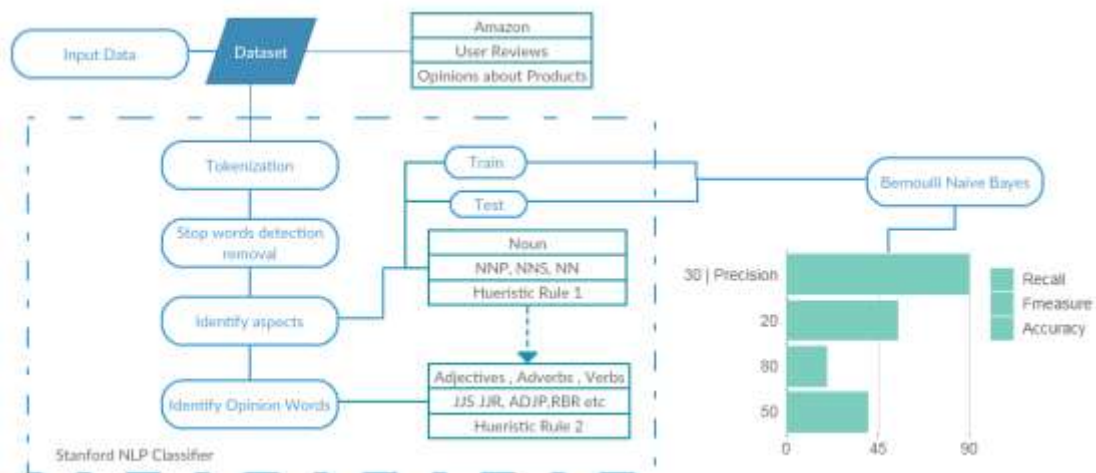 Input Data
Dataset
Amazon
User Reviews
Opinions about Products
Tokenization
Train
Bernoulli Naive Bayes
Test
Stop words detection
removal
Noun
NNP, NNS, NN
Hueristic Rule 1
Identify aspects
Adjectives , Adverbs , Verbs
JJS JJR, ADJP,RBR etc
Hueristic Rule 2
Identify Opinion Words
Stanford NLP Classifier
30 | Precision
20
80
50
0
45
90
Recall
Fmeasure
Accuracy